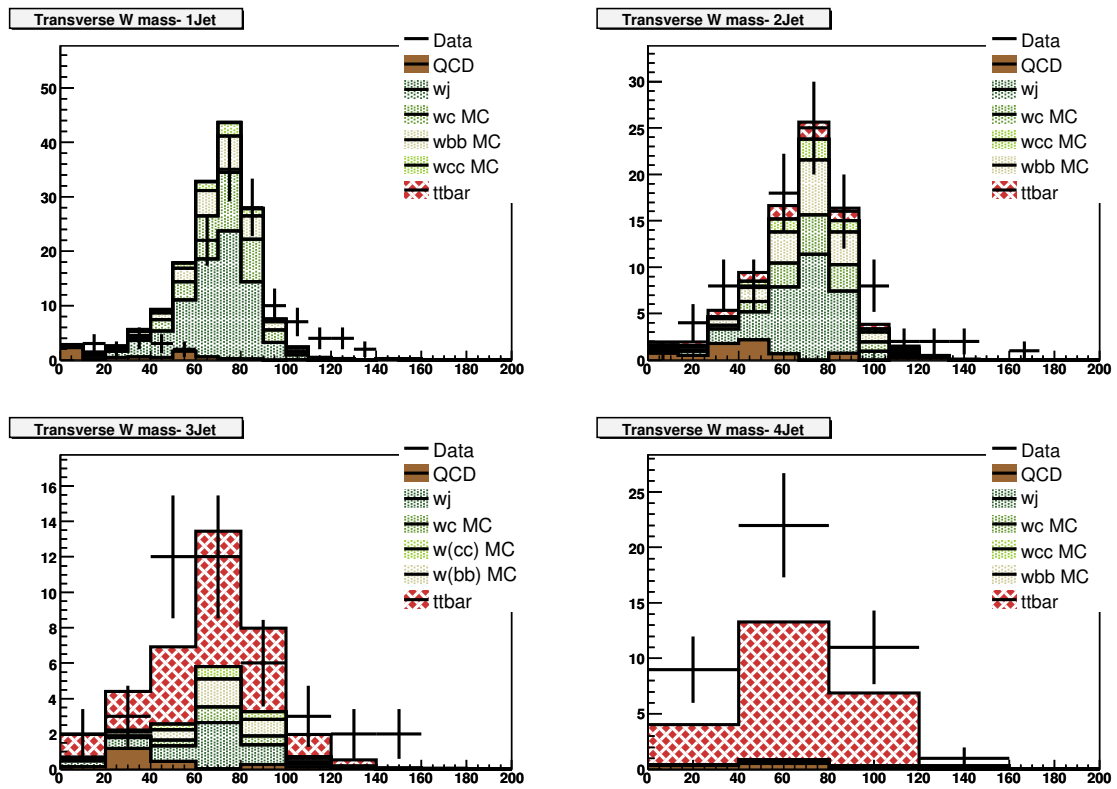 Transverse W mass- 1Jet
Data
QCD
wj
wc MC
wbb MC
wcc MC
ttbar
50
40
30
20
10
0
0 20 40 60 80 100 120 140 160 180 200
Transverse W mass- 2Jet
Data
QCD
wj
wc MC
wcc MC
wbb MC
ttbar
30
25
20
15
10
5
0
0 20 40 60 80 100 120 140 160 180 200
Transverse W mass- 3Jet
Data
QCD
wj
wc MC
w(cc) MC
w(bb) MC
ttbar
16
14
12
10
8
6
4
2
0
0 20 40 60 80 100 120 140 160 180 200
Transverse W mass- 4Jet
Data
QCD
wj
wc MC
wcc MC
wbb MC
ttbar
25
20
15
10
5
0
0 20 40 60 80 100 120 140 160 180 200